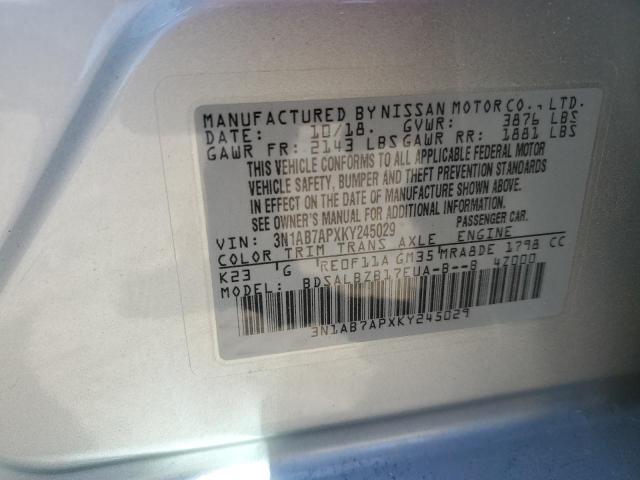 MANUFACTURED BY NISSAN MOTOR CO., LTD.
DATE: 10/18. GVWR: 3876 LBS
GAWR FR: 2143 LBS GAWR RR: 1881 LBS
THIS VEHICLE CONFORMS TO ALL APPLICABLE FEDERAL MOTOR
VEHICLE SAFETY, BUMPER AND THEFT PREVENTION STANDARDS
IN EFFECT ON THE DATE OF MANUFACTURE SHOWN ABOVE.
SEE OWNER'S MANUAL FOR ADDITIONAL INFORMATION.
VIN: 3N1AB7APXKY245029 PASSENGER CAR.
COLOR TRIM TRANS AXLE ENGINE
K23 G RE0F11A GM35 MRA8DE 1798 CC
MODEL: BDSALBZB17EUA-B--B 47000
3N1AB7APXKY245029